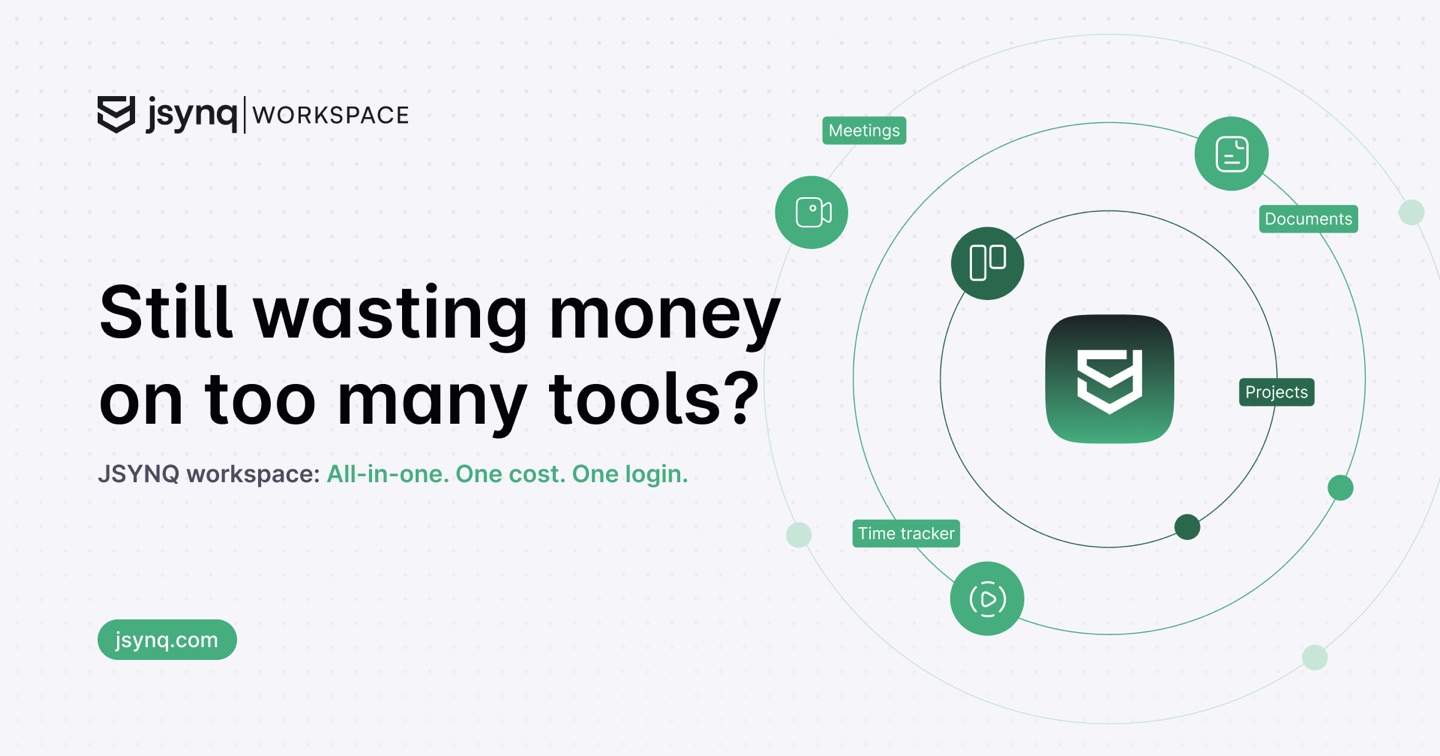 jsynq | WORKSPACE
Still wasting money
on too many tools?
JSYNQ workspace: All-in-one. One cost. One login.
jsynq.com
Meetings
Documents
Projects
Time tracker